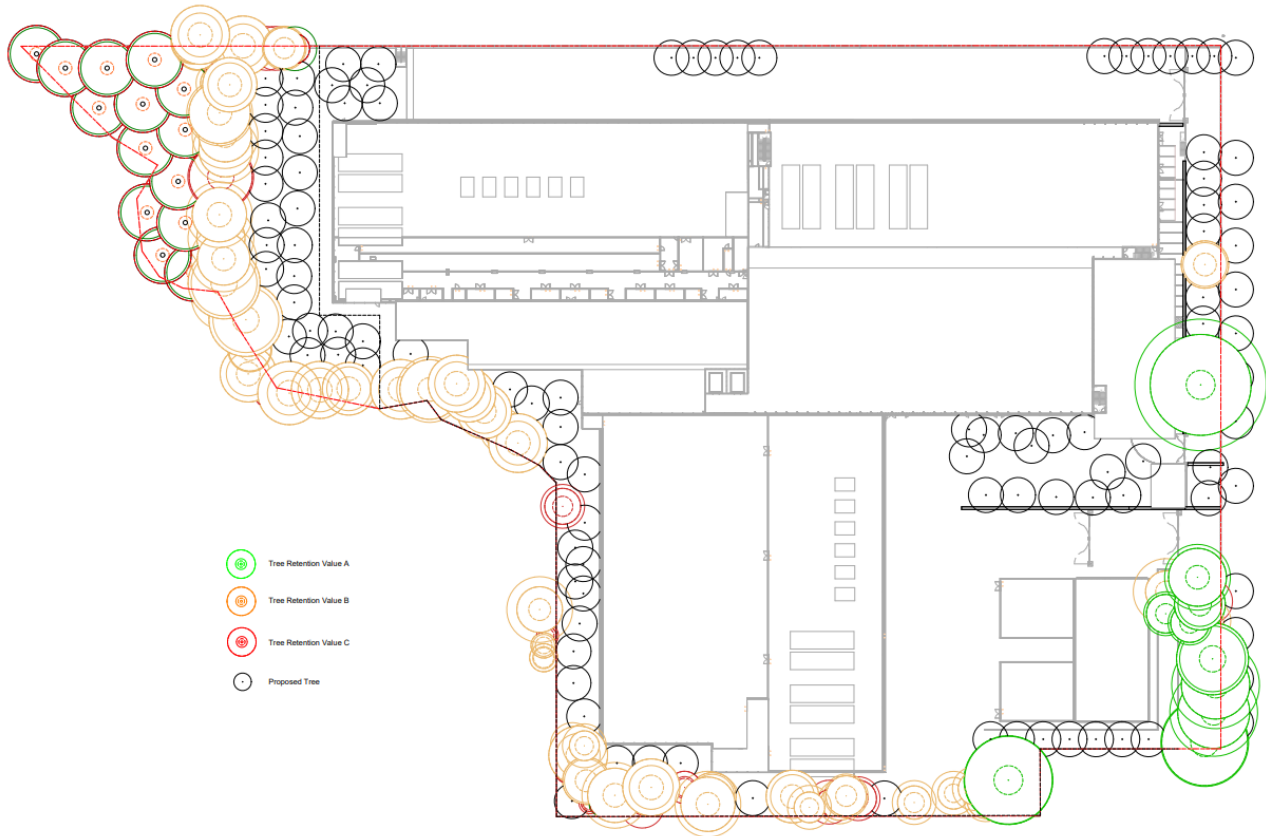 Tree Retention Value A
Tree Retention Value B
Tree Retention Value C
Proposed Tree